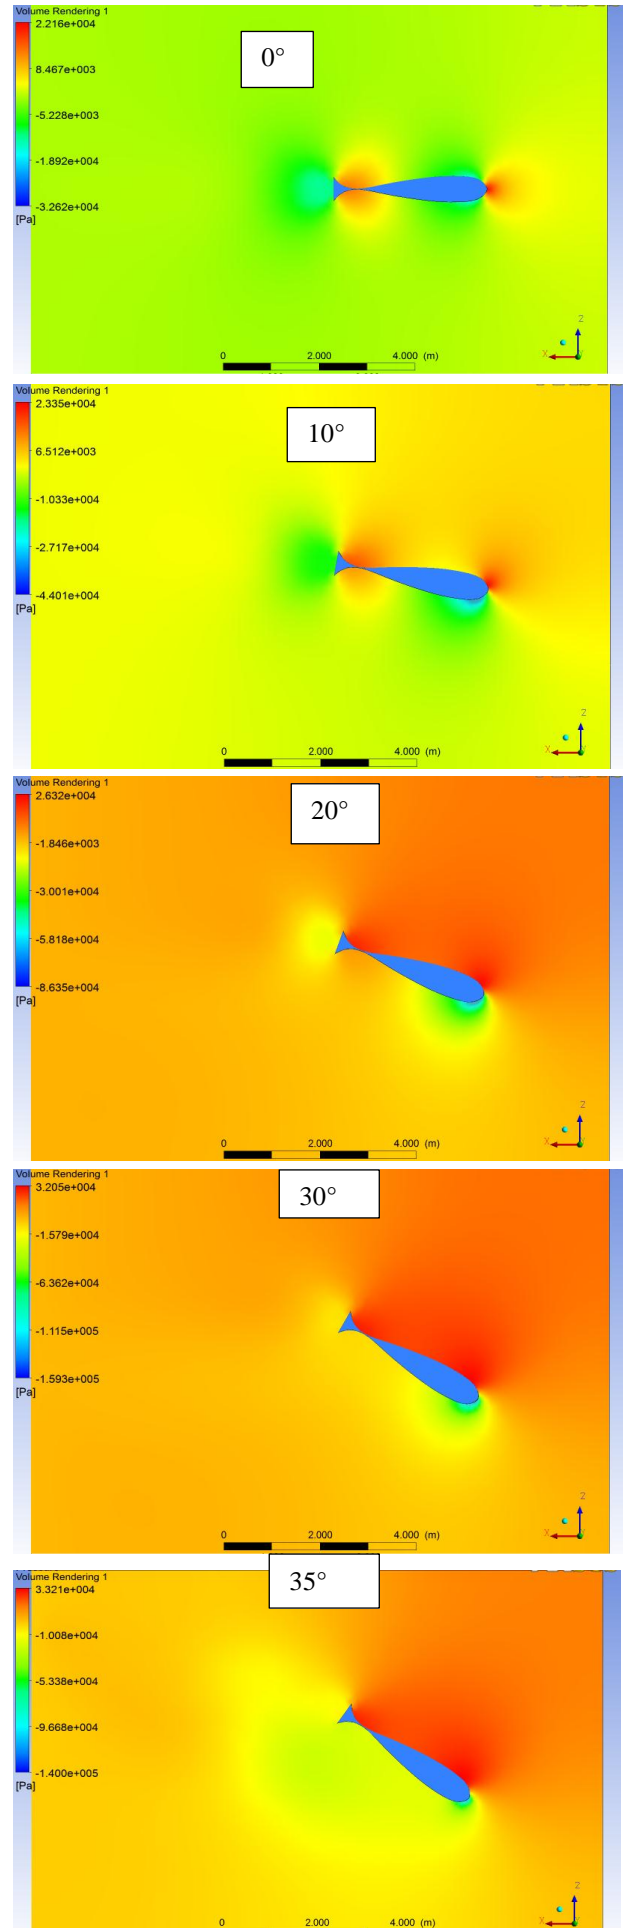 Volume Rendering 1
2.216e+004
0°
8.467e+003
-5.228e+003
-1.892e+004
-3.262e+004
[Pa]
Z
X
0 2.000 4.000 (m)
Volume Rendering 1
2.335e+004
10°
6.512e+003
-1.033e+004
-2.717e+004
-4.401e+004
[Pa]
Z
X
0 2.000 4.000 (m)
Volume Rendering 1
2.632e+004
20°
-1.846e+003
-3.001e+004
-5.818e+004
-8.635e+004
[Pa]
Z
X
0 2.000 4.000 (m)
Volume Rendering 1
3.205e+004
30°
-1.579e+004
-6.362e+004
-1.115e+005
-1.593e+005
[Pa]
Z
X
0 2.000 4.000 (m)
35°
Volume Rendering 1
3.321e+004
-1.008e+004
-5.338e+004
-9.668e+004
-1.400e+005
[Pa]
Z
X
0 2.000 4.000 (m)